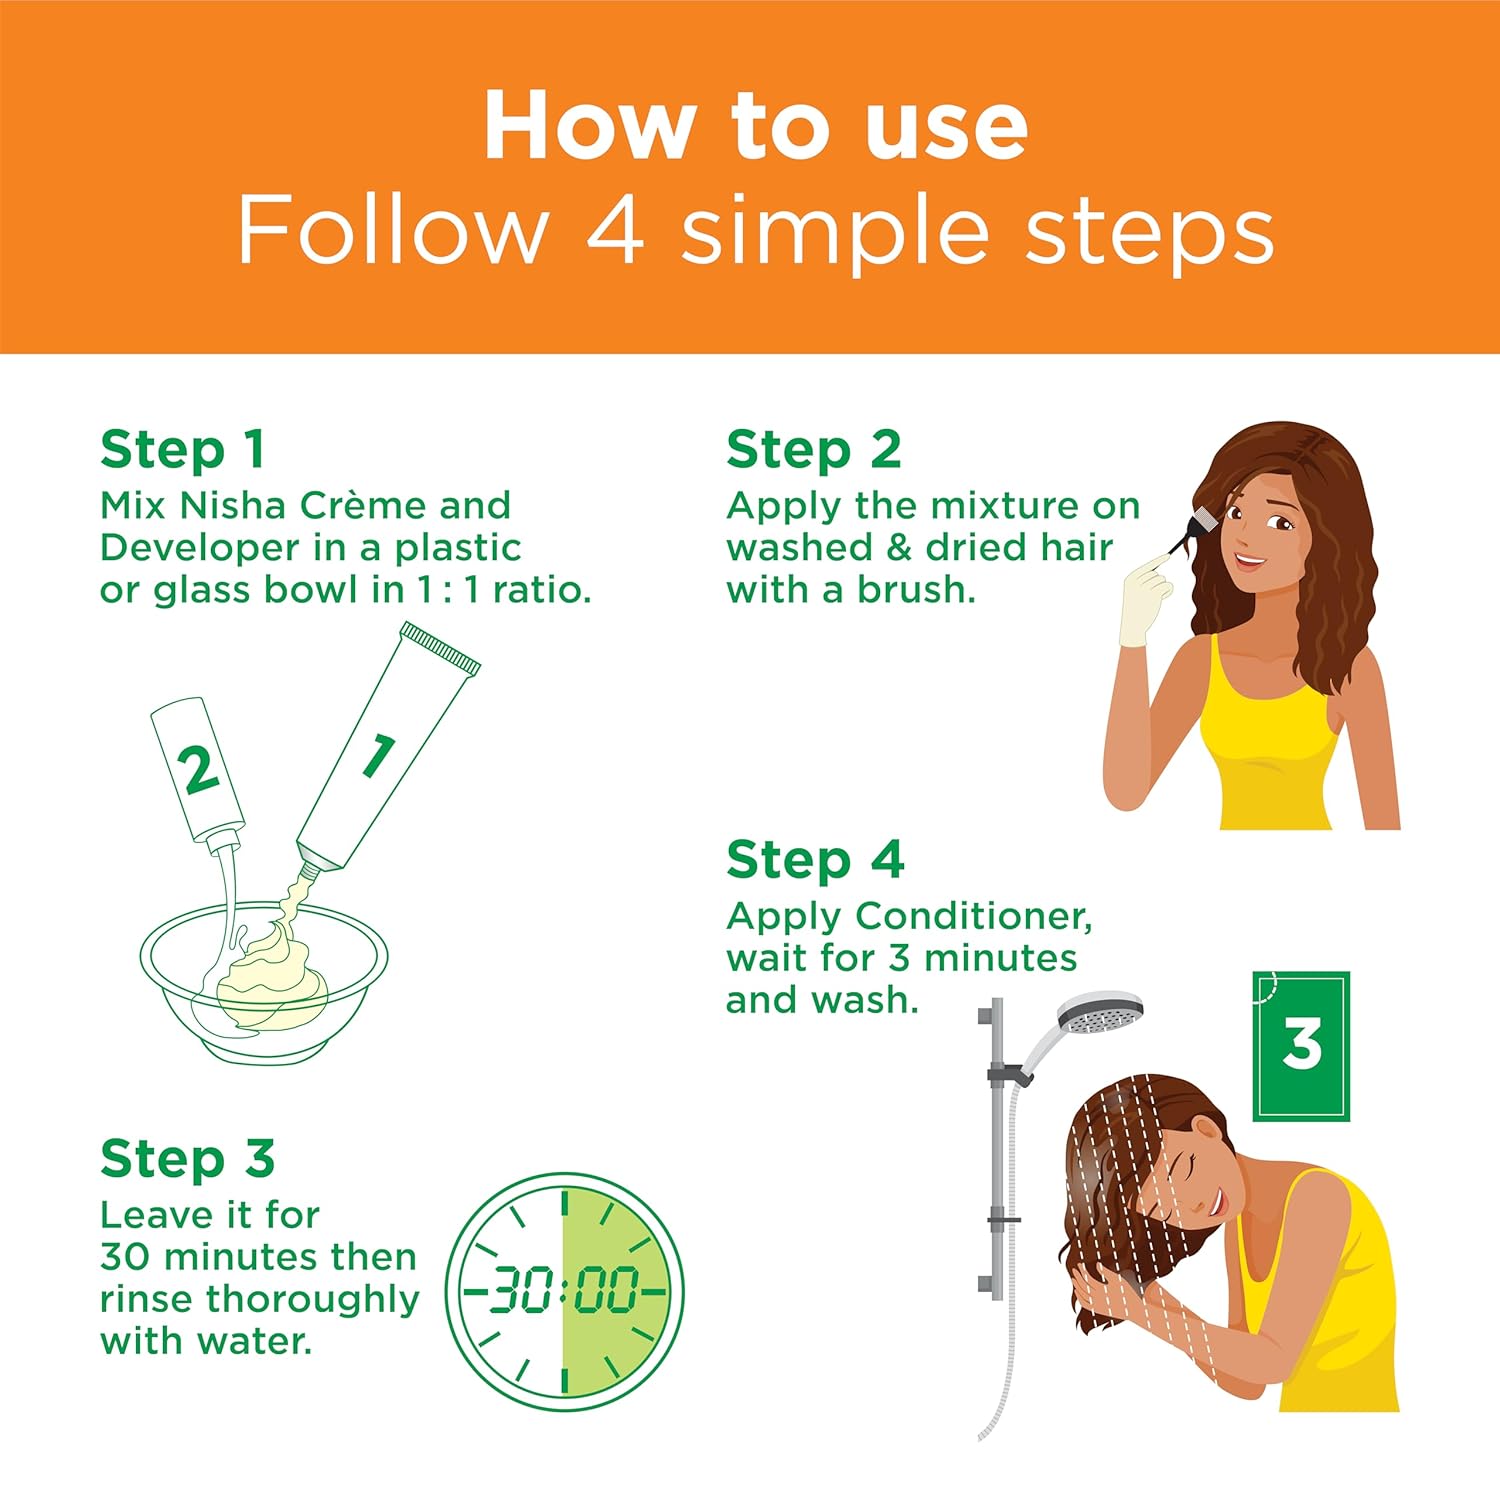 How to use
Follow 4 simple steps
Step 1
Mix Nisha Crème and
Developer in a plastic
or glass bowl in 1 : 1 ratio.
2
1
Step 2
Apply the mixture on
washed & dried hair
with a brush.
Step 3
Leave it for
30 minutes then
rinse thoroughly
with water.
30:00
Step 4
Apply Conditioner,
wait for 3 minutes
and wash.
3